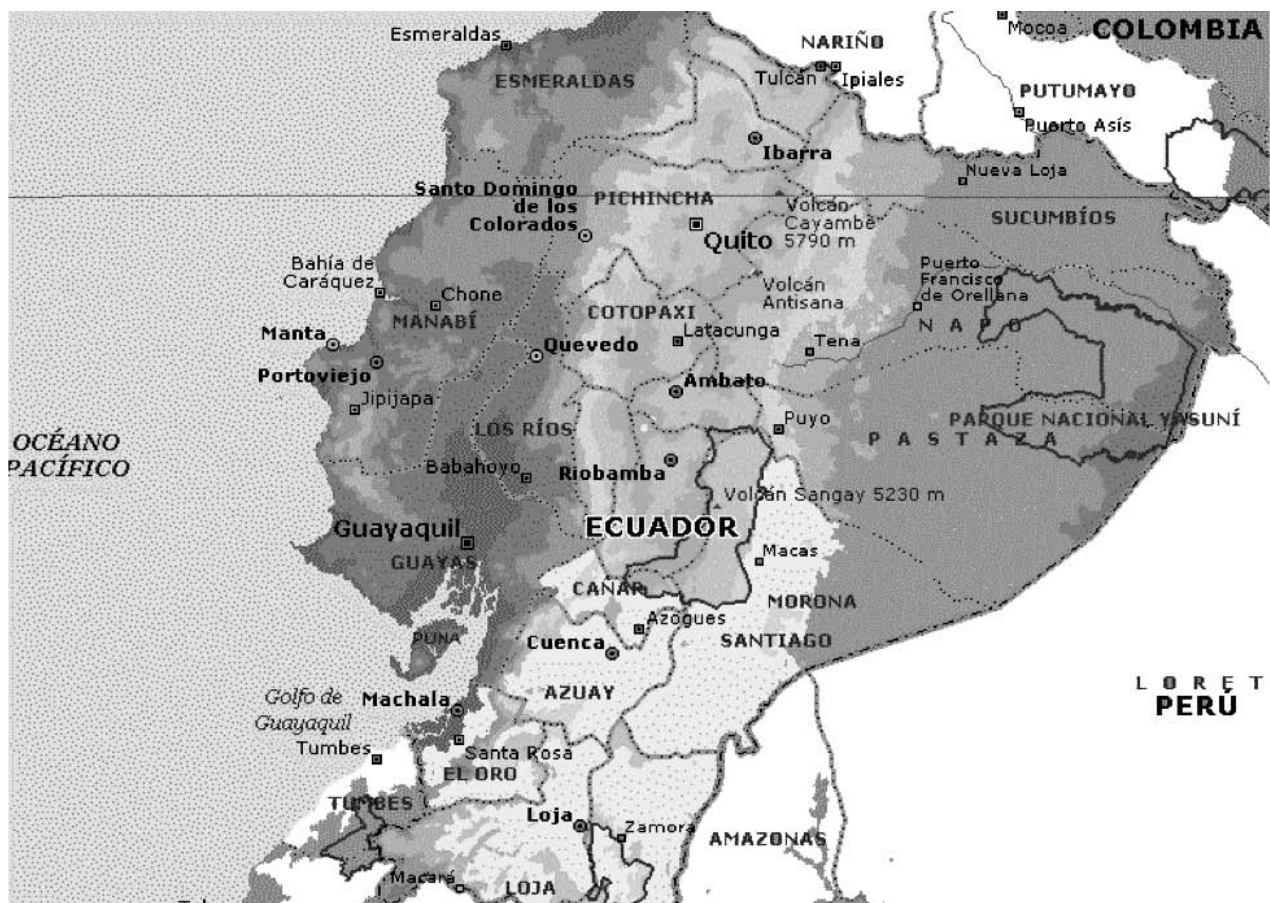 Esmeraldas
ESMERALDAS
NARIÑO
Tulcán
Ipiales
Mocoa
COLOMBIA
PUTUMAYO
Puerto Asís
Ibarra
Nueva Loja
Santo Domingo
de los
Colorados
PICHINCHA
Volcán
Cayambe
5790 m
SUCUMBÍOS
Quito
Bahía de
Caráquez
Chone
MANABÍ
COTOPAXI
Volcán
Antisana
Puerto
Francisco
de Orellana
NAPO
Manta
Latacunga
Quevedo
Tena
Portoviejo
Ambato
Jipijapa
LOS RÍOS
Puyo
PARQUE NACIONAL YASUNÍ
PASTAZA
OCÉANO
PACÍFICO
Babahoyo
Riobamba
Volcán Sangay 5230 m
Guayaquil
ECUADOR
GUAYAS
Macas
CAÑAR
MORONA
SANTIAGO
Azogues
PUNA
Cuenca
AZUAY
Golfo de
Guayaquil
Machala
LORET
PERÚ
Tumbes
Santa Rosa
EL ORO
TUMBES
Loja
Zamora
AMAZONAS
Macará
LOJA